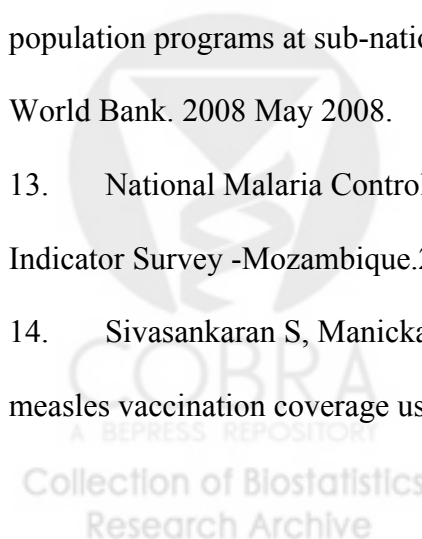 population programs at sub-natio
World Bank. 2008 May 2008.
13. National Malaria Control
Indicator Survey -Mozambique.2
14. Sivasankaran S, Manicka
measles vaccination coverage us
COBRA
A BEPRESS REPOSITORY
Collection of Biostatistics
Research Archive